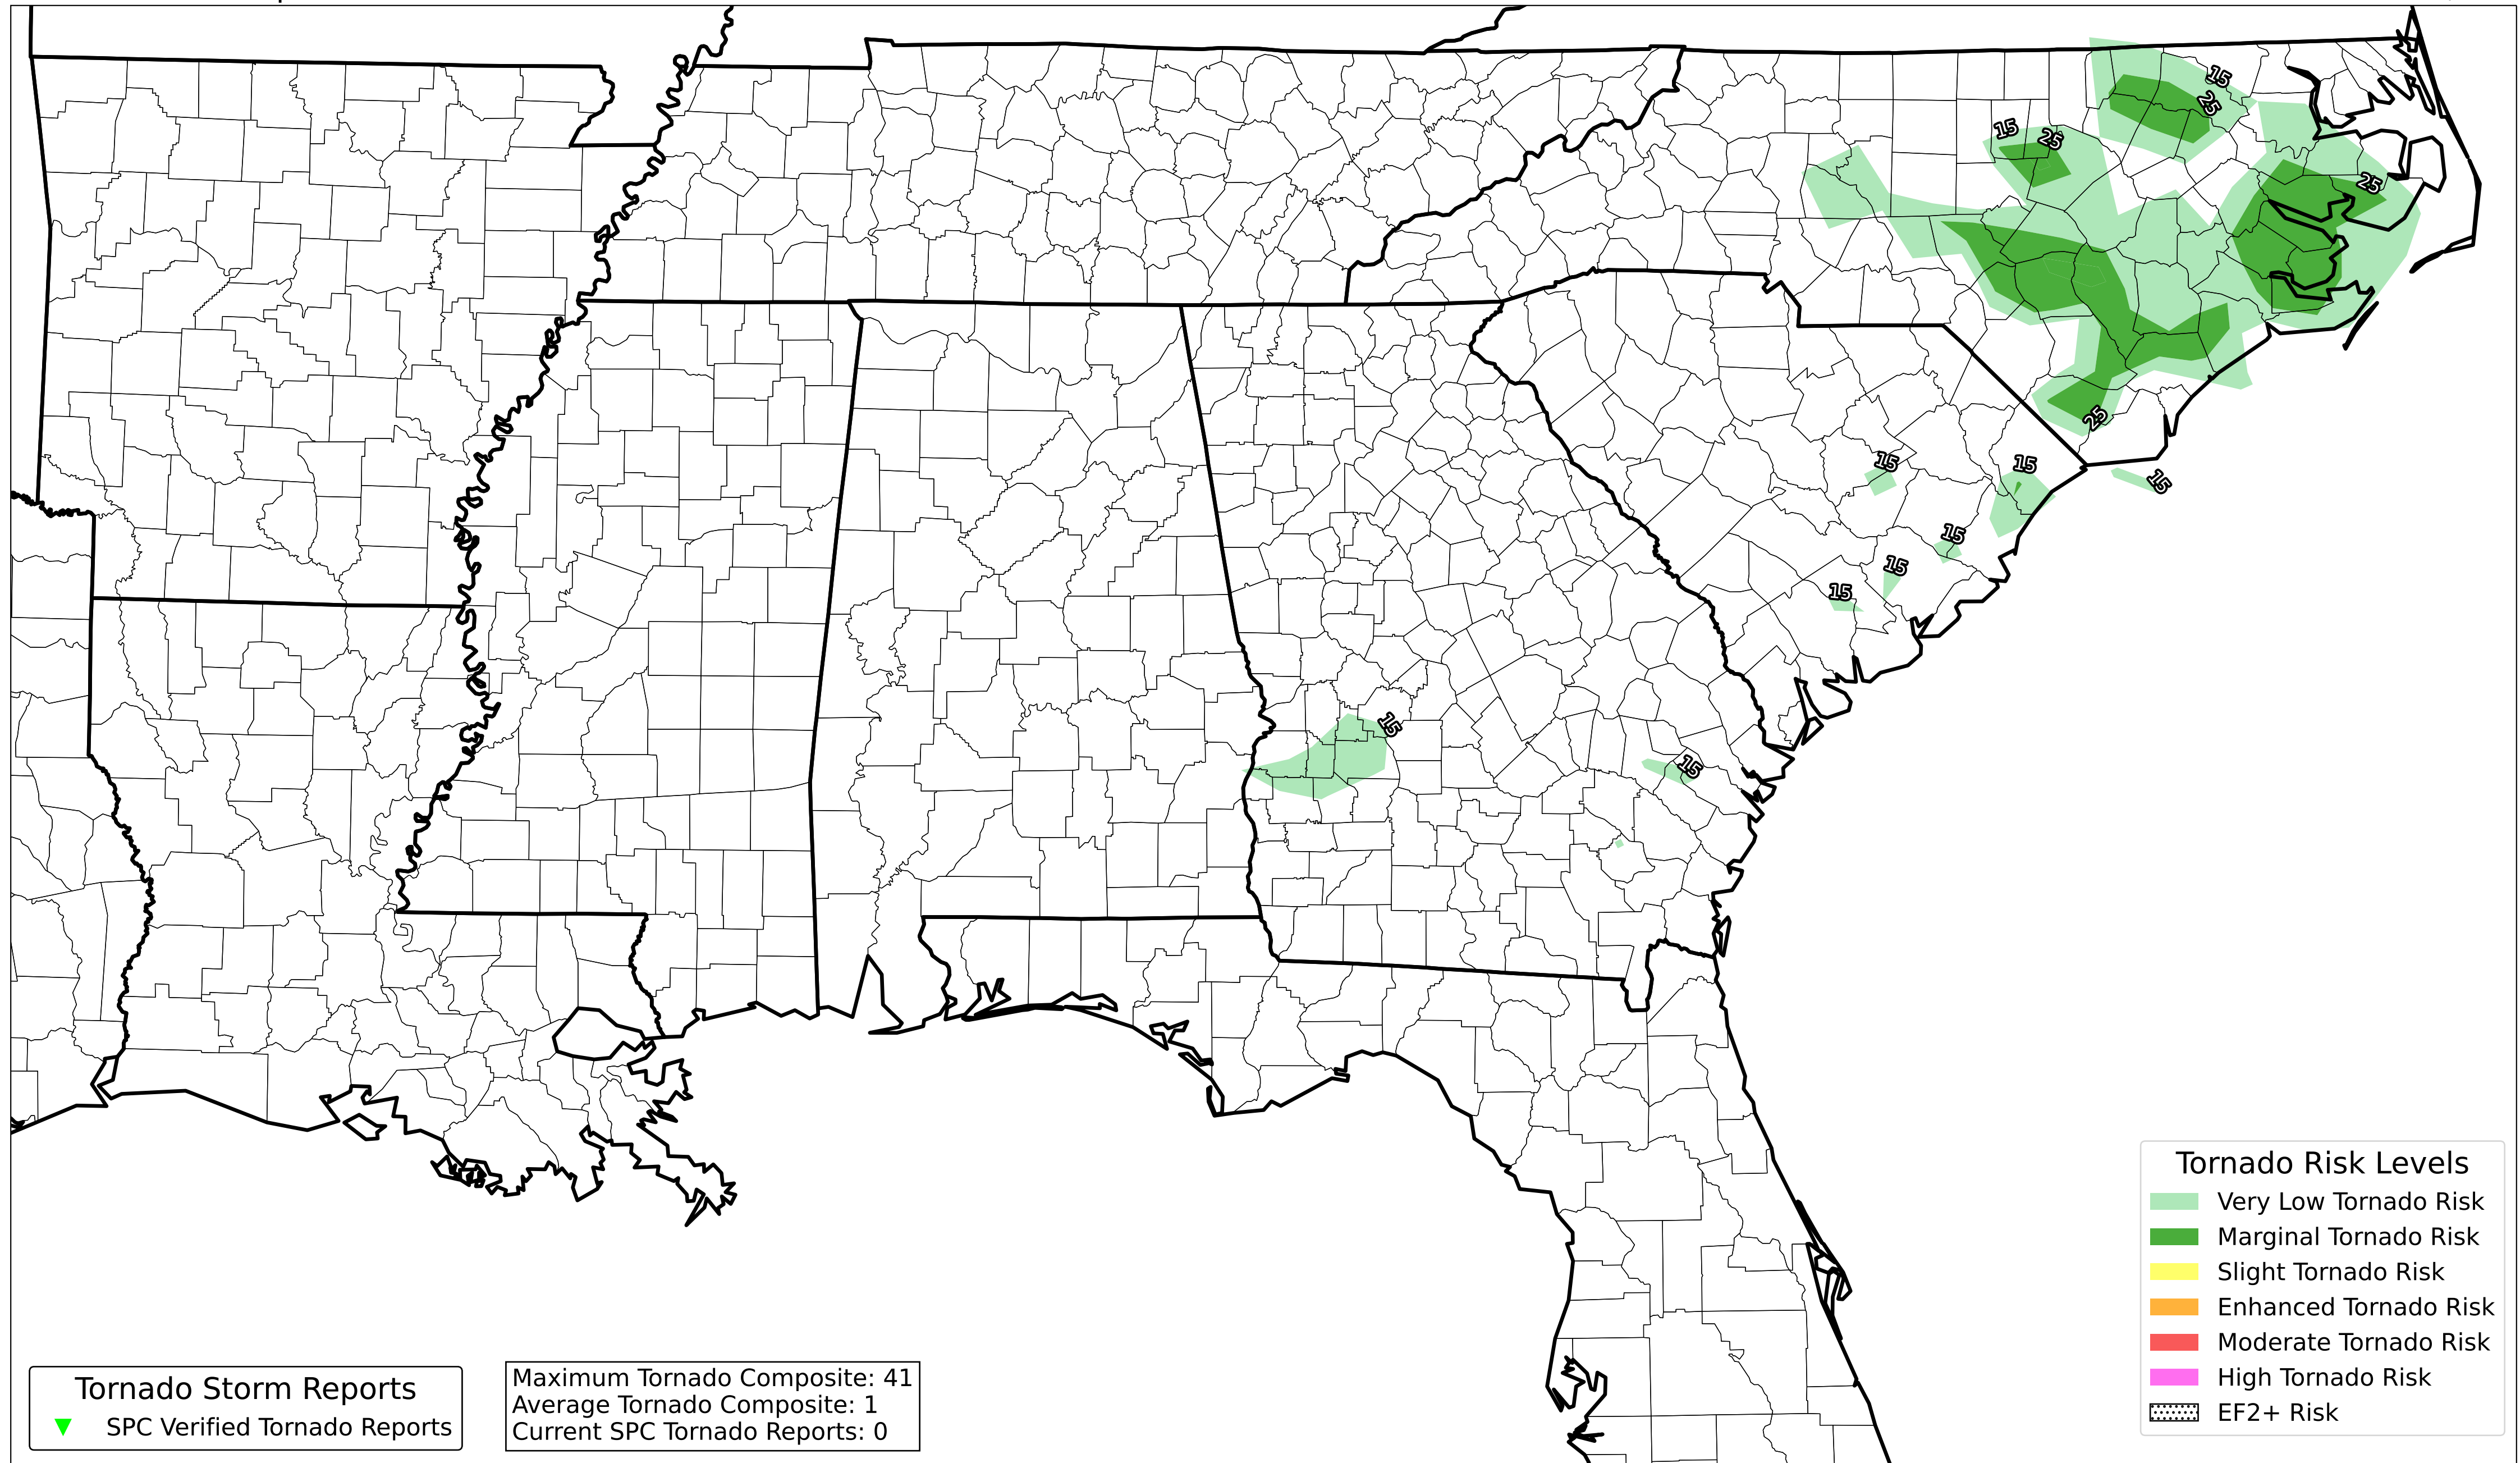 15
25
15
25
25
25
15
15
15
15
15
15
15
15
Tornado Risk Levels
Very Low Tornado Risk
Marginal Tornado Risk
Slight Tornado Risk
Enhanced Tornado Risk
Moderate Tornado Risk
High Tornado Risk
EF2+ Risk
Tornado Storm Reports
SPC Verified Tornado Reports
Maximum Tornado Composite: 41
Average Tornado Composite: 1
Current SPC Tornado Reports: 0